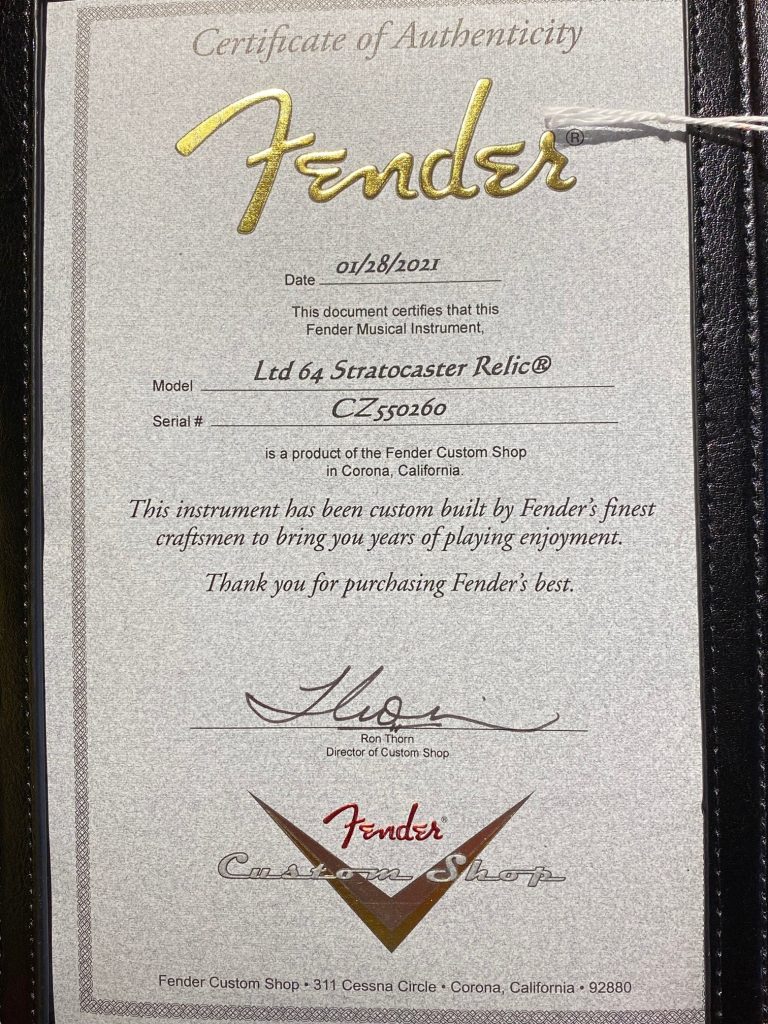 Certificate of Authenticity
Fender®
Date 01/28/2021
This document certifies that this
Fender Musical Instrument,
Model Ltd 64 Stratocaster Relic®
Serial # CZ550260
is a product of the Fender Custom Shop
in Corona, California.
This instrument has been custom built by Fender's finest
craftsmen to bring you years of playing enjoyment.
Thank you for purchasing Fender's best.
Thorn
Ron Thorn
Director of Custom Shop
Fender®
Custom Shop
Fender Custom Shop • 311 Cessna Circle • Corona, California • 92880